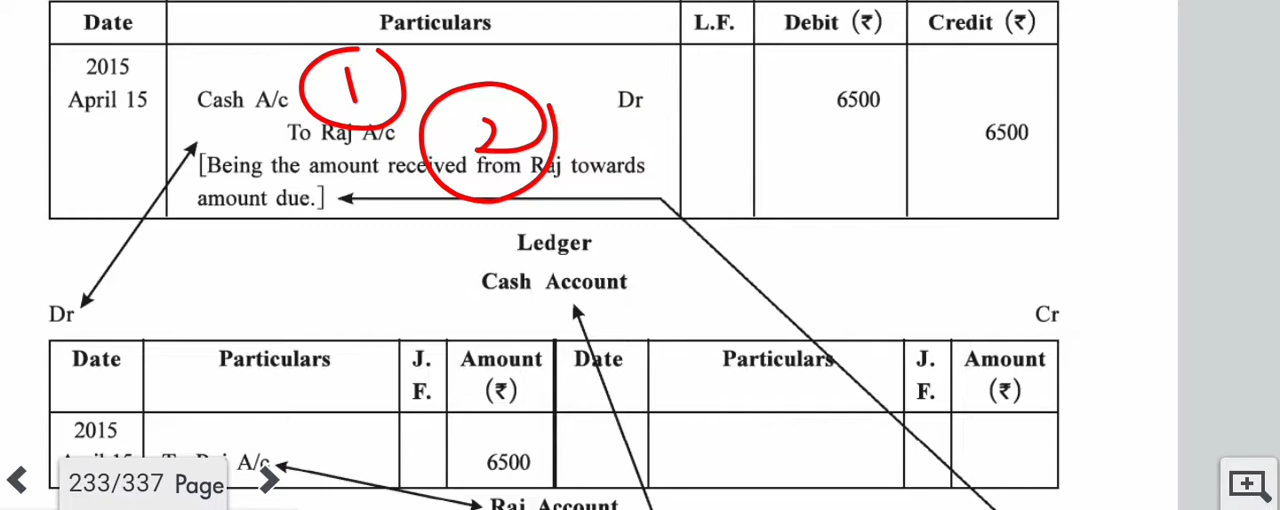 Date Particulars L.F. Debit (₹) Credit (₹)
2015
April 15 Cash A/c 1 Dr 6500
To Raj A/c 2 6500
[Being the amount received from Raj towards
amount due.]
Ledger
Cash Account
Dr Cr
Date Particulars J. F. Amount (₹) Date Particulars J. F. Amount (₹)
2015
A/c 6500
233/337 Page
Raj Account